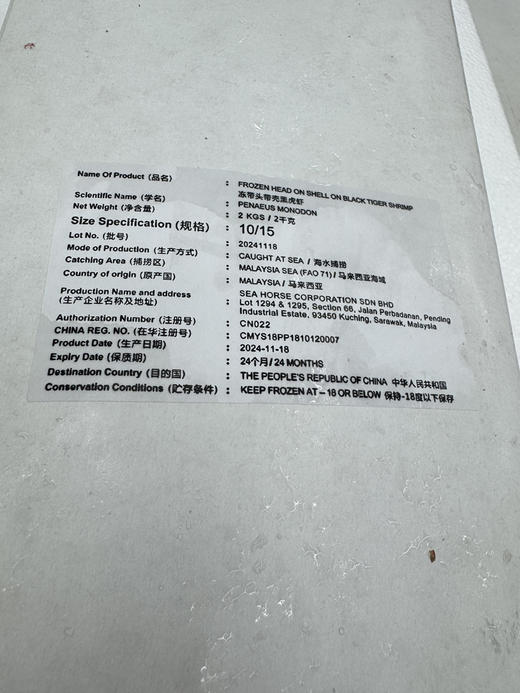 Name Of Product (品名) : FROZEN HEAD ON SHELL ON BLACK TIGER SHRIMP
冻带头带壳黑虎虾
Scientific Name (学名) : PENAEUS MONODON
Net Weight (净含量) : 2 KGS / 2千克
Size Specification (规格) : 10/15
Lot No. (批号) : 20241118
Mode of Production (生产方式) : CAUGHT AT SEA / 海水捕捞
Catching Area (捕捞区) : MALAYSIA SEA (FAO 71) / 马来西亚海域
Country of origin (原产国) : MALAYSIA / 马来西亚
Production Name and address : SEA HORSE CORPORATION SDN BHD
(生产企业名称及地址) Lot 1294 & 1295, Section 66, Jalan Perbadanan, Pending
Industrial Estate, 93450 Kuching, Sarawak, Malaysia
Authorization Number (注册号) : CN022
CHINA REG. NO. (在华注册号) : CMYS18PP1810120007
Product Date (生产日期) : 2024-11-18
Expiry Date (保质期) : 24个月/ 24 MONTHS
Destination Country (目的国) : THE PEOPLE'S REPUBLIC OF CHINA 中华人民共和国
Conservation Conditions (贮存条件) : KEEP FROZEN AT – 18 OR BELOW 保持-18度以下保存